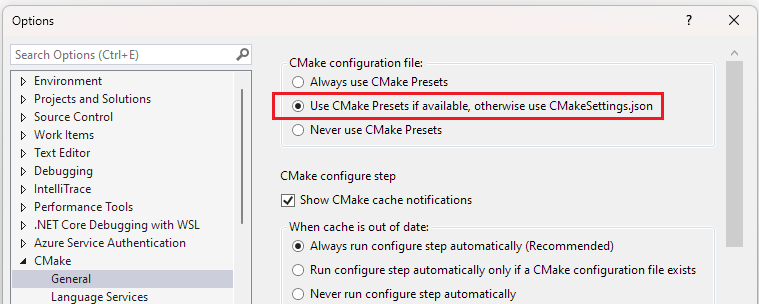 Options
?
Search Options (Ctrl+E)
Environment
Projects and Solutions
Source Control
Work Items
Text Editor
Debugging
IntelliTrace
Performance Tools
.NET Core Debugging with WSL
Azure Service Authentication
CMake
General
Language Services
CMake configuration file:
Always use CMake Presets
Use CMake Presets if available, otherwise use CMakeSettings.json
Never use CMake Presets
CMake configure step
Show CMake cache notifications
When cache is out of date:
Always run configure step automatically (Recommended)
Run configure step automatically only if a CMake configuration file exists
Never run configure step automatically